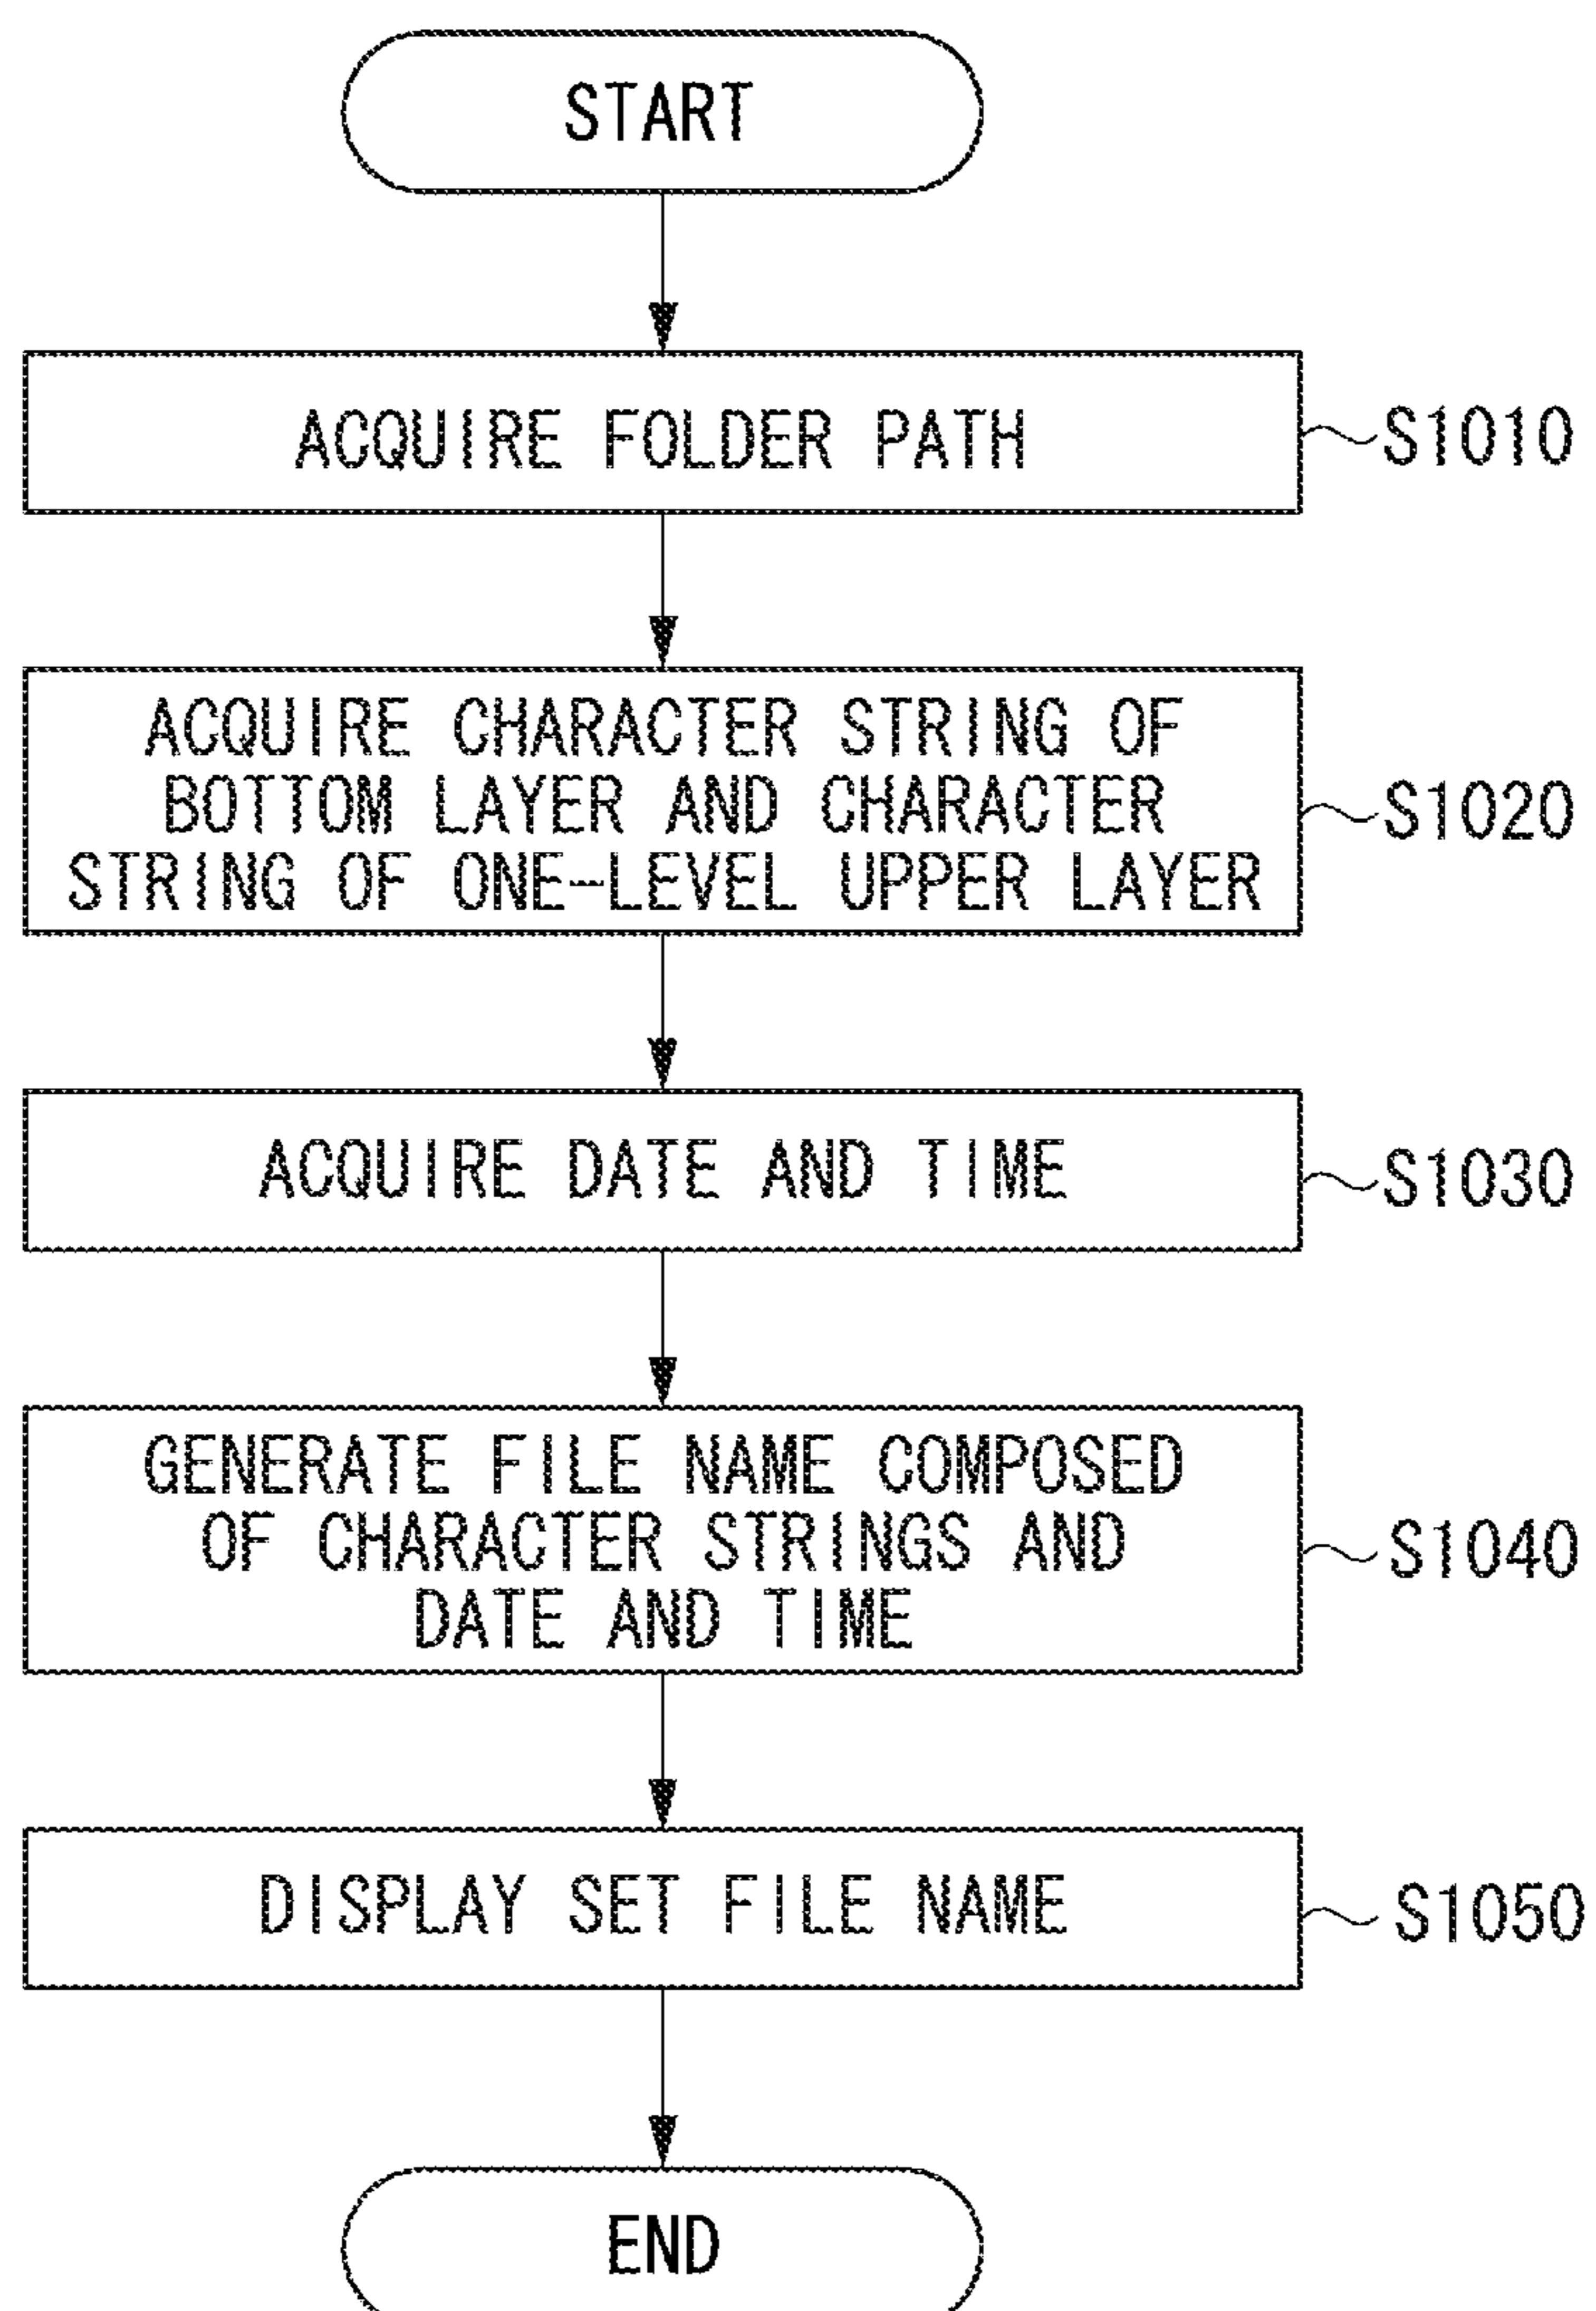 START
ACQUIRE FOLDER PATH
S1010
ACQUIRE CHARACTER STRING OF
BOTTOM LAYER AND CHARACTER
STRING OF ONE-LEVEL UPPER LAYER
S1020
ACQUIRE DATE AND TIME
S1030
GENERATE FILE NAME COMPOSED
OF CHARACTER STRINGS AND
DATE AND TIME
S1040
DISPLAY SET FILE NAME
S1050
END